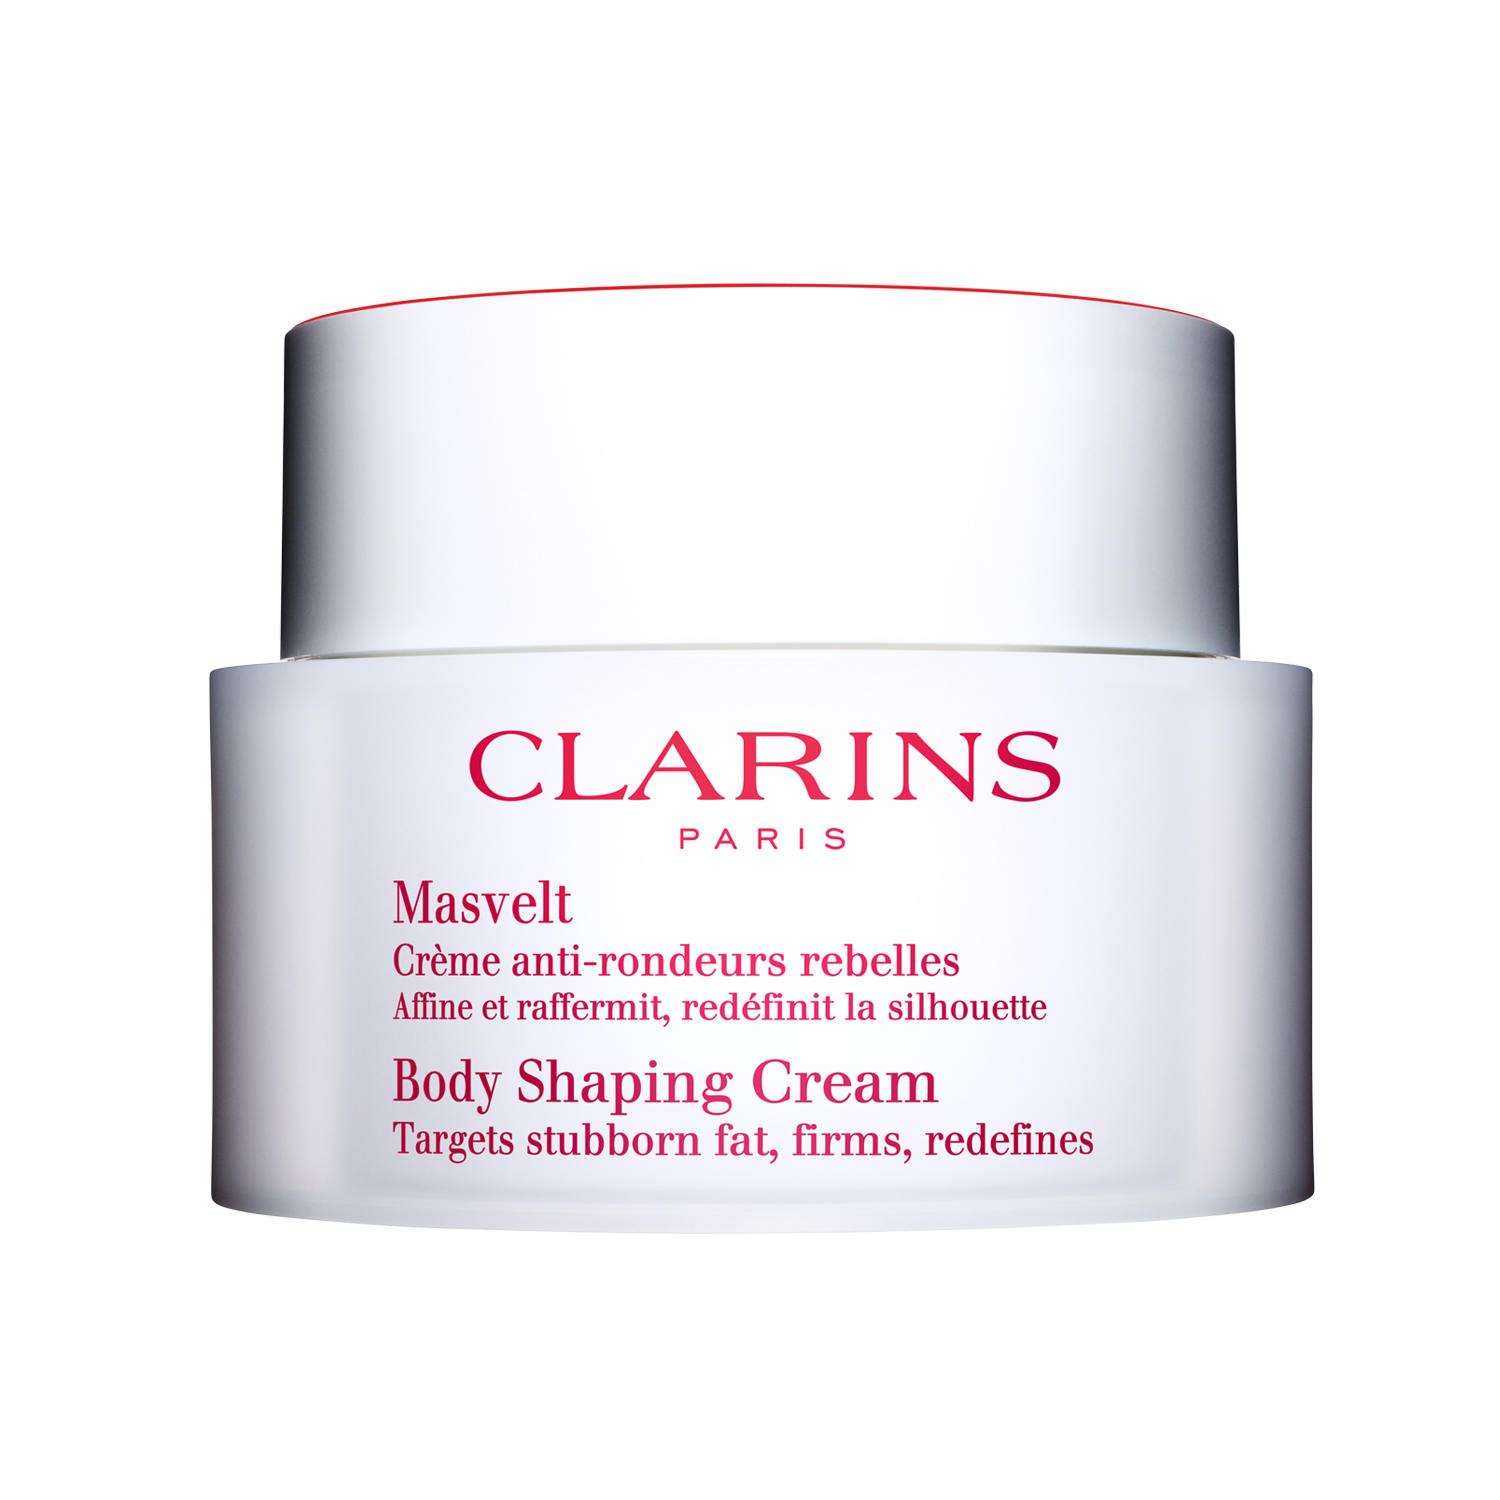 CLARINS
PARIS
Masvelt
Crème anti-rondeurs rebelles
Affine et raffermit, redéfinit la silhouette
Body Shaping Cream
Targets stubborn fat, firms, redefines